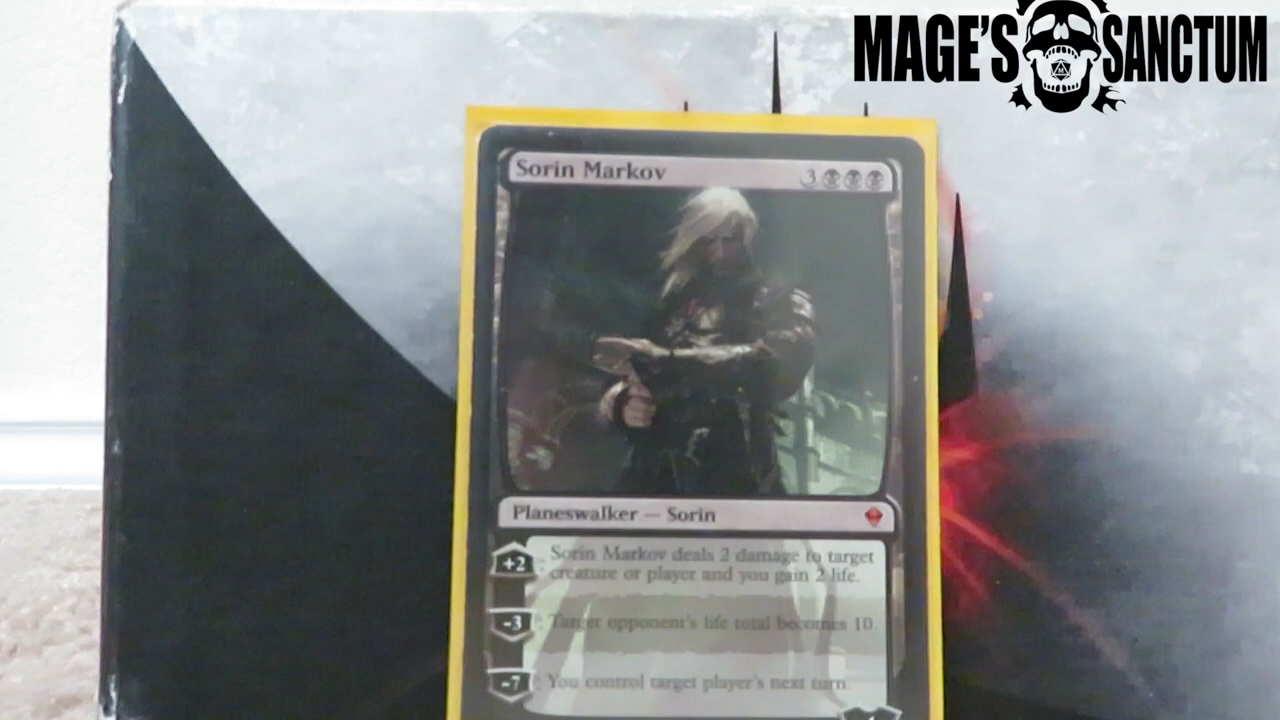 MAGE'S SANCTUM
Sorin Markov 3
Planeswalker — Sorin
+2 : Sorin Markov deals 2 damage to target
creature or player and you gain 2 life.
-3 : Target opponent's life total becomes 10.
-7 : You control target player's next turn.